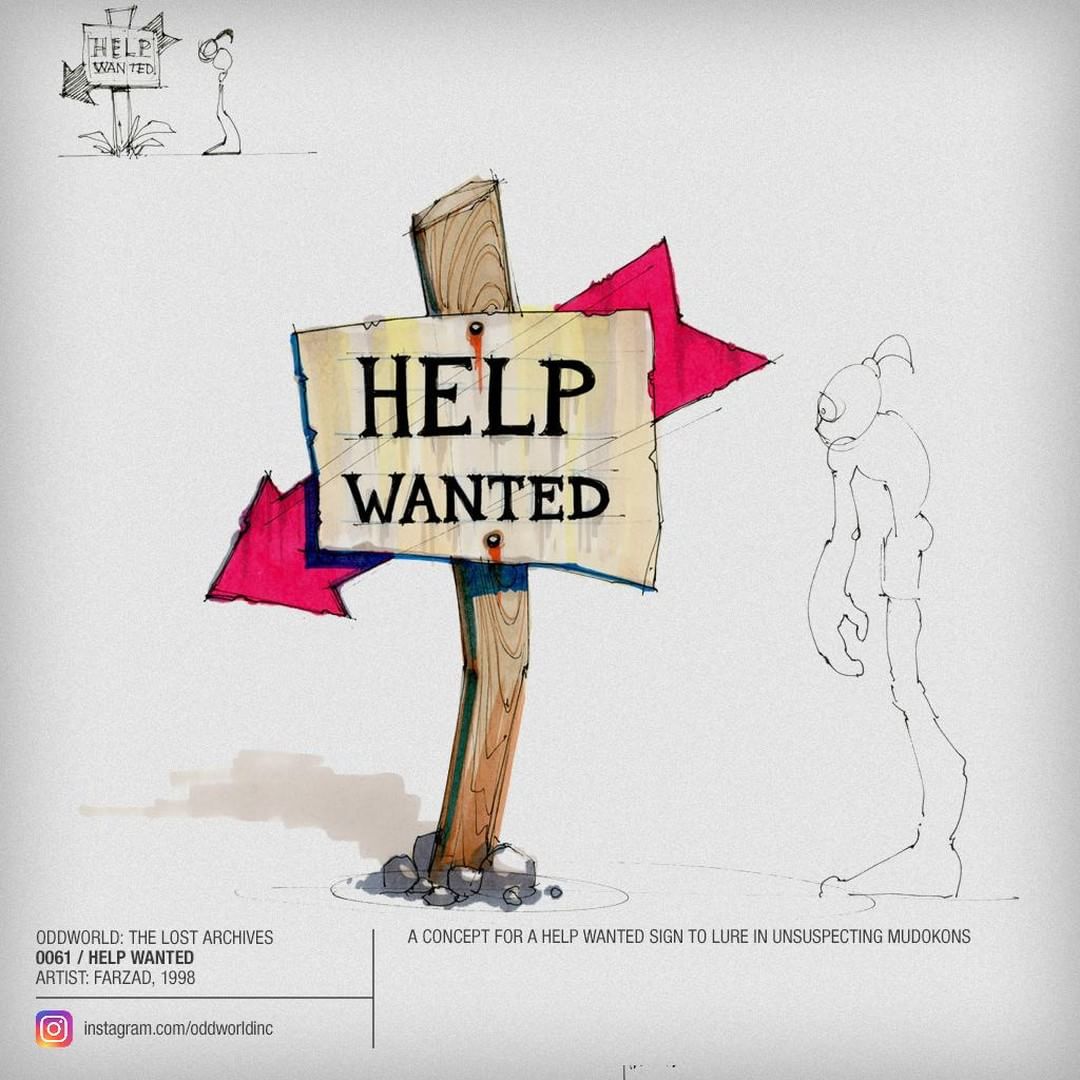 HELP
WANTED
HELP
WANTED
ODDWORLD: THE LOST ARCHIVES
0061 / HELP WANTED
ARTIST: FARZAD, 1998
instagram.com/oddworldinc
A CONCEPT FOR A HELP WANTED SIGN TO LURE IN UNSUSPECTING MUDOKONS